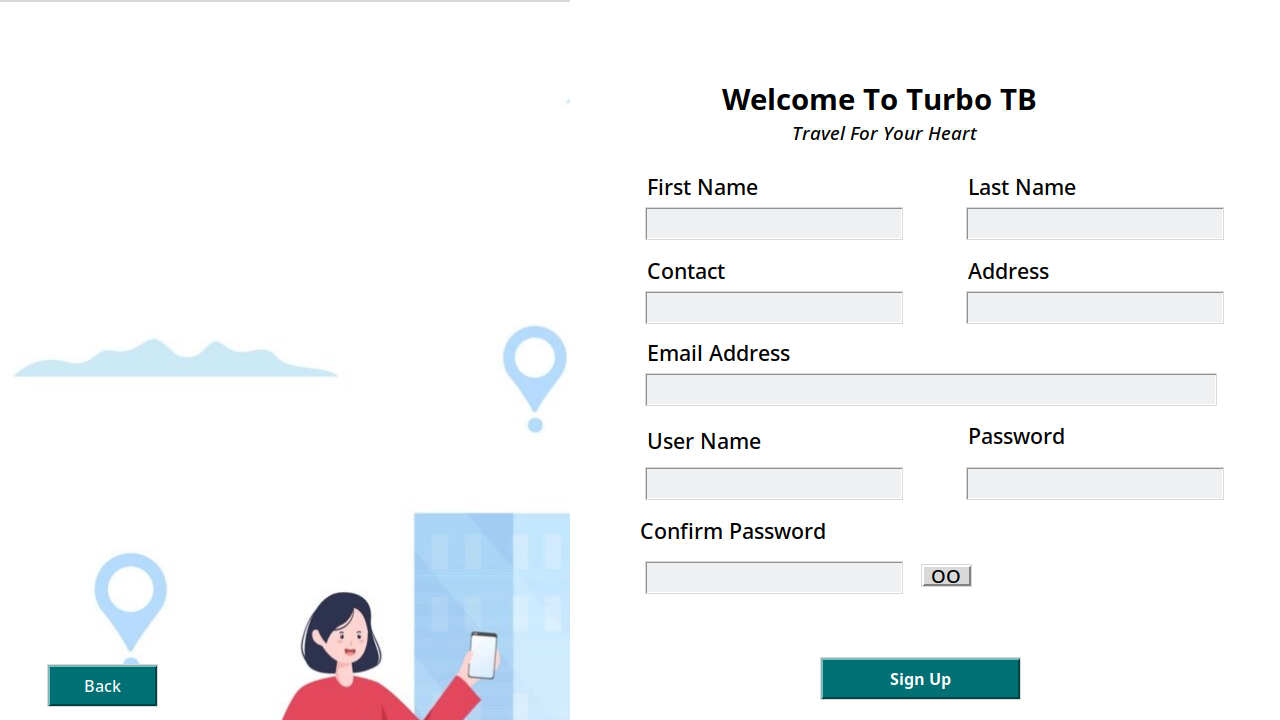 Welcome To Turbo TB
Travel For Your Heart
First Name
Last Name
Contact
Address
Email Address
User Name
Password
Confirm Password
OO
Back
Sign Up